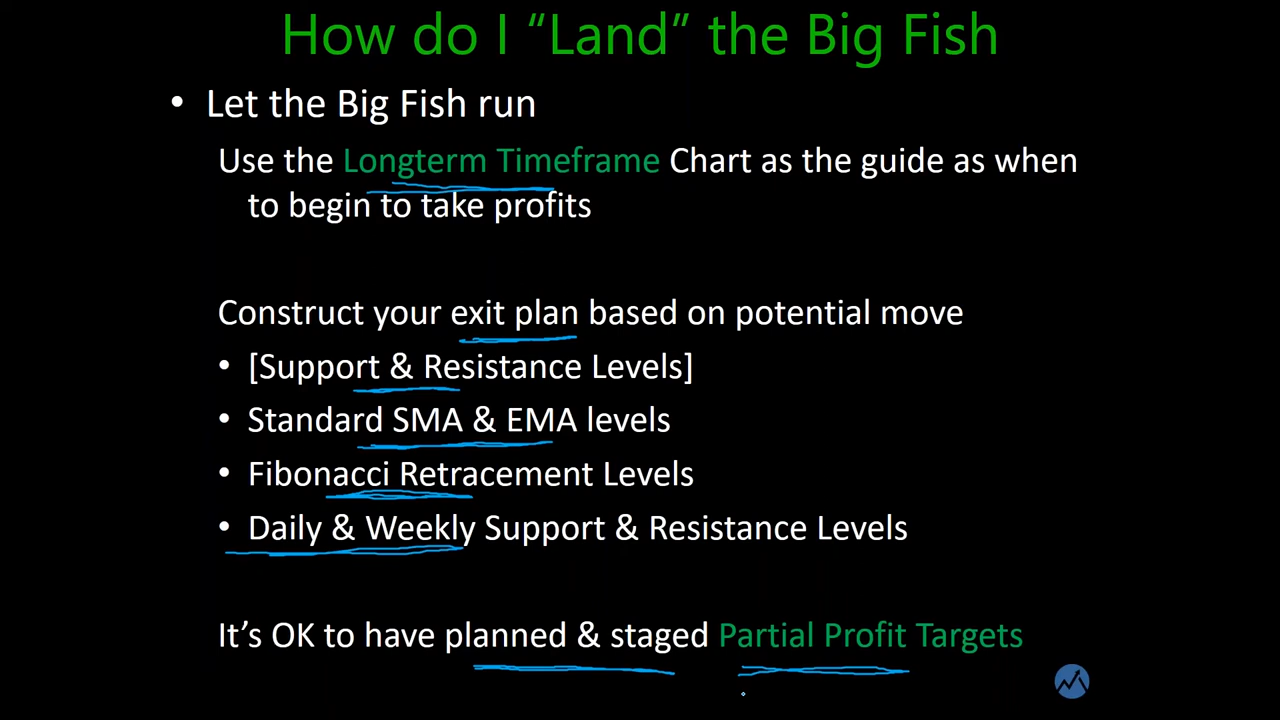 How do I “Land” the Big Fish
• Let the Big Fish run
Use the Longterm Timeframe Chart as the guide as when
to begin to take profits
Construct your exit plan based on potential move
• [Support & Resistance Levels]
• Standard SMA & EMA levels
• Fibonacci Retracement Levels
• Daily & Weekly Support & Resistance Levels
It’s OK to have planned & staged Partial Profit Targets